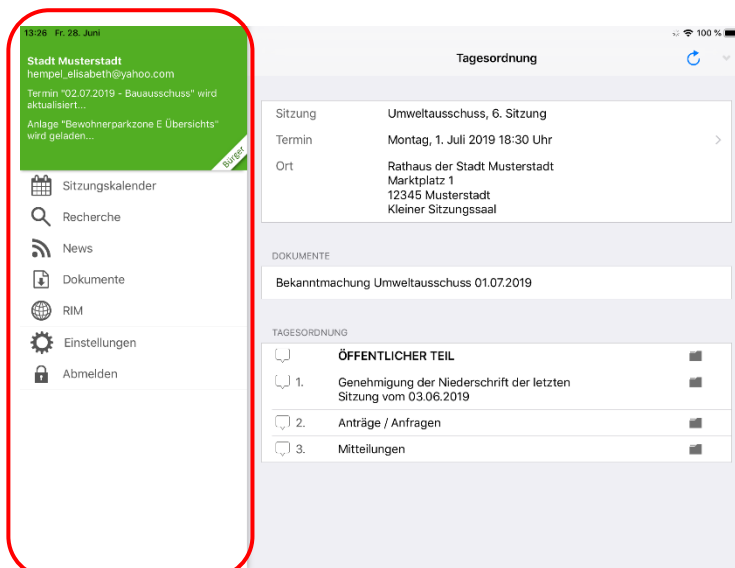 13:26 Fr. 28. Juni
100 %
Stadt Musterstadt
hempel_elisabeth@yahoo.com
Termin "02.07.2019 - Bauausschuss" wird
aktualisiert...
Anlage "Bewohnerparkzone E Übersichts"
wird geladen...
Bürger
Sitzungskalender
Recherche
News
Dokumente
RIM
Einstellungen
Abmelden
Tagesordnung
Sitzung Umweltausschuss, 6. Sitzung
Termin Montag, 1. Juli 2019 18:30 Uhr
Ort Rathaus der Stadt Musterstadt
Marktplatz 1
12345 Musterstadt
Kleiner Sitzungssaal
DOKUMENTE
Bekanntmachung Umweltausschuss 01.07.2019
TAGESORDNUNG
ÖFFENTLICHER TEIL
1. Genehmigung der Niederschrift der letzten
Sitzung vom 03.06.2019
2. Anträge / Anfragen
3. Mitteilungen